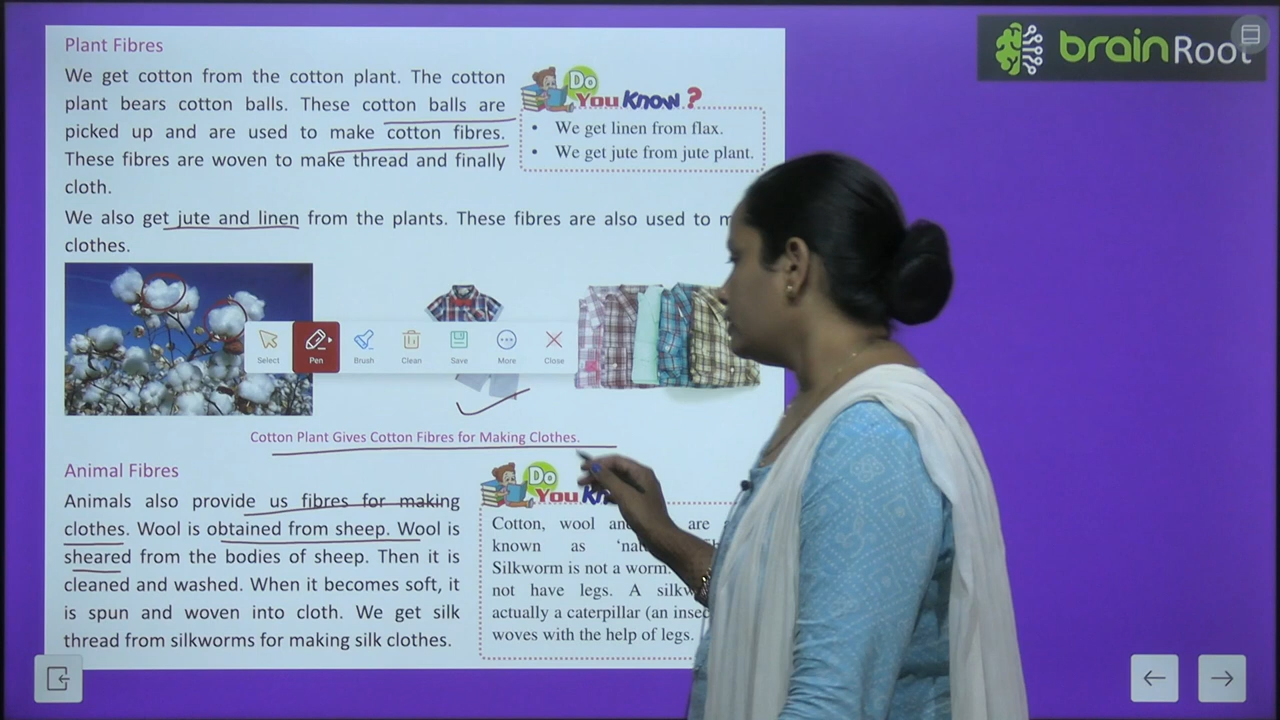 brainRoot
Plant Fibres
We get cotton from the cotton plant. The cotton
plant bears cotton balls. These cotton balls are
picked up and are used to make cotton fibres.
These fibres are woven to make thread and finally
cloth.
Do
You Know ?
• We get linen from flax.
• We get jute from jute plant.
We also get jute and linen from the plants. These fibres are also used to
clothes.
Select Pen Brush Clean Save More Close
Cotton Plant Gives Cotton Fibres for Making Clothes.
Animal Fibres
Animals also provide us fibres for making
clothes. Wool is obtained from sheep. Wool is
sheared from the bodies of sheep. Then it is
cleaned and washed. When it becomes soft, it
is spun and woven into cloth. We get silk
thread from silkworms for making silk clothes.
Do
You
Cotton, wool are
known as
Silkworm is not a worm.
not have legs. A
actually a caterpillar (an
woves with the help of legs.